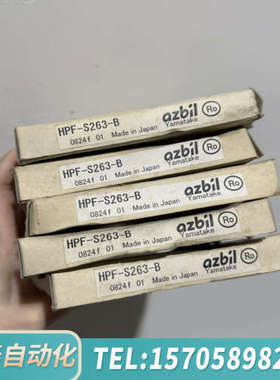 HPF-S263-B
0824f 01 Made in Japan
azbil
Yamatake
Ro
HPF-S263-B
0824f 01 Made in Japan
azbil
Yamatake
Ro
HPF-S263-B
0824f 01 Made in Japan
azbil
Yamatake
Ro
HPF-S263-B
0824f 01 Made in Japan
azbil
Yamatake
Ro
HPF-S263-B
0824f 01 Made in Japan
azbil
Yamatake
Ro
自动化
TEL:157058982